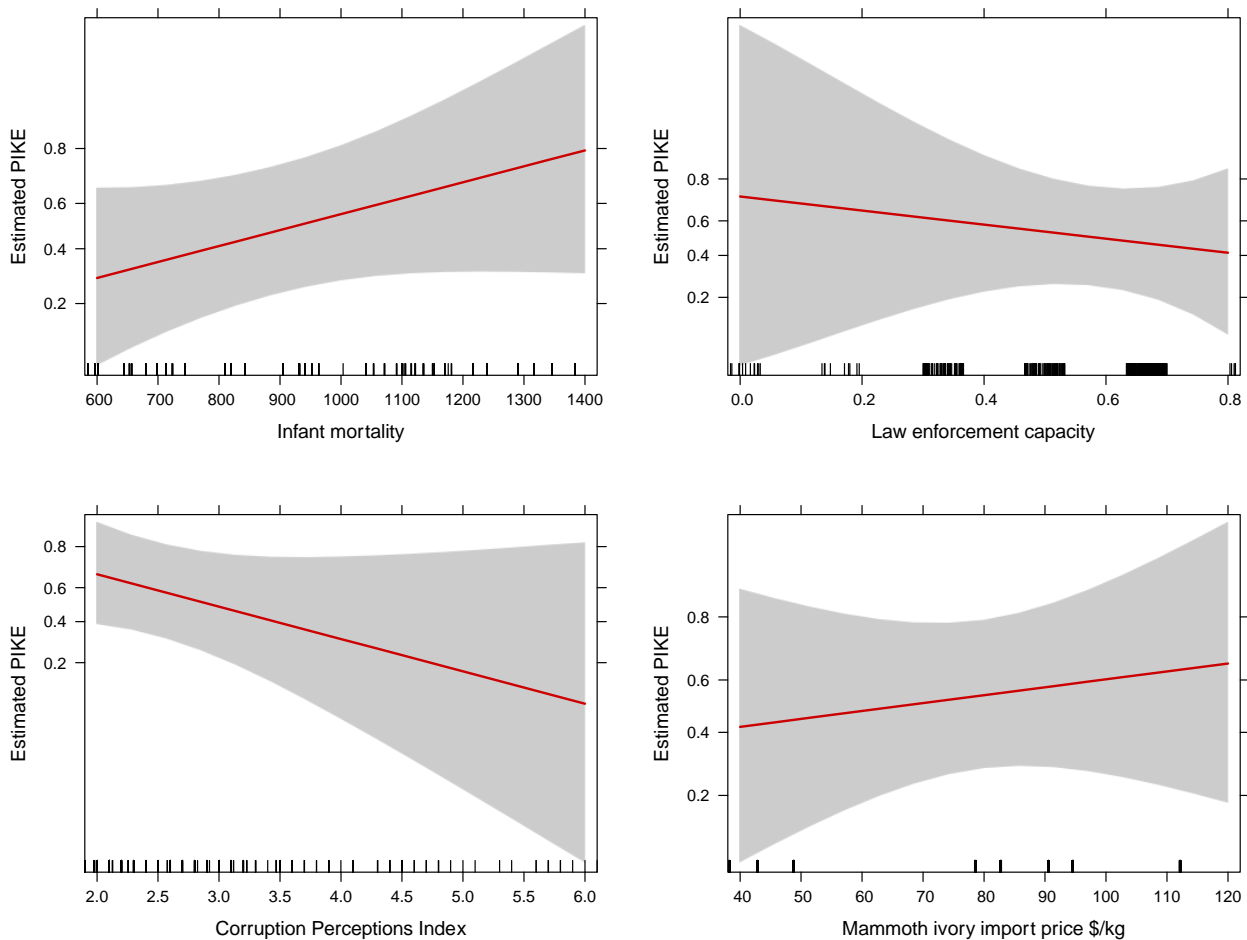 Estimated PIKE
0.8
0.6
0.4
0.2
600 700 800 900 1000 1100 1200 1300 1400
Infant mortality
Estimated PIKE
0.8
0.6
0.4
0.2
0.0 0.2 0.4 0.6 0.8
Law enforcement capacity
Estimated PIKE
0.8
0.6
0.4
0.2
2.0 2.5 3.0 3.5 4.0 4.5 5.0 5.5 6.0
Corruption Perceptions Index
Estimated PIKE
0.8
0.6
0.4
0.2
40 50 60 70 80 90 100 110 120
Mammoth ivory import price $/kg